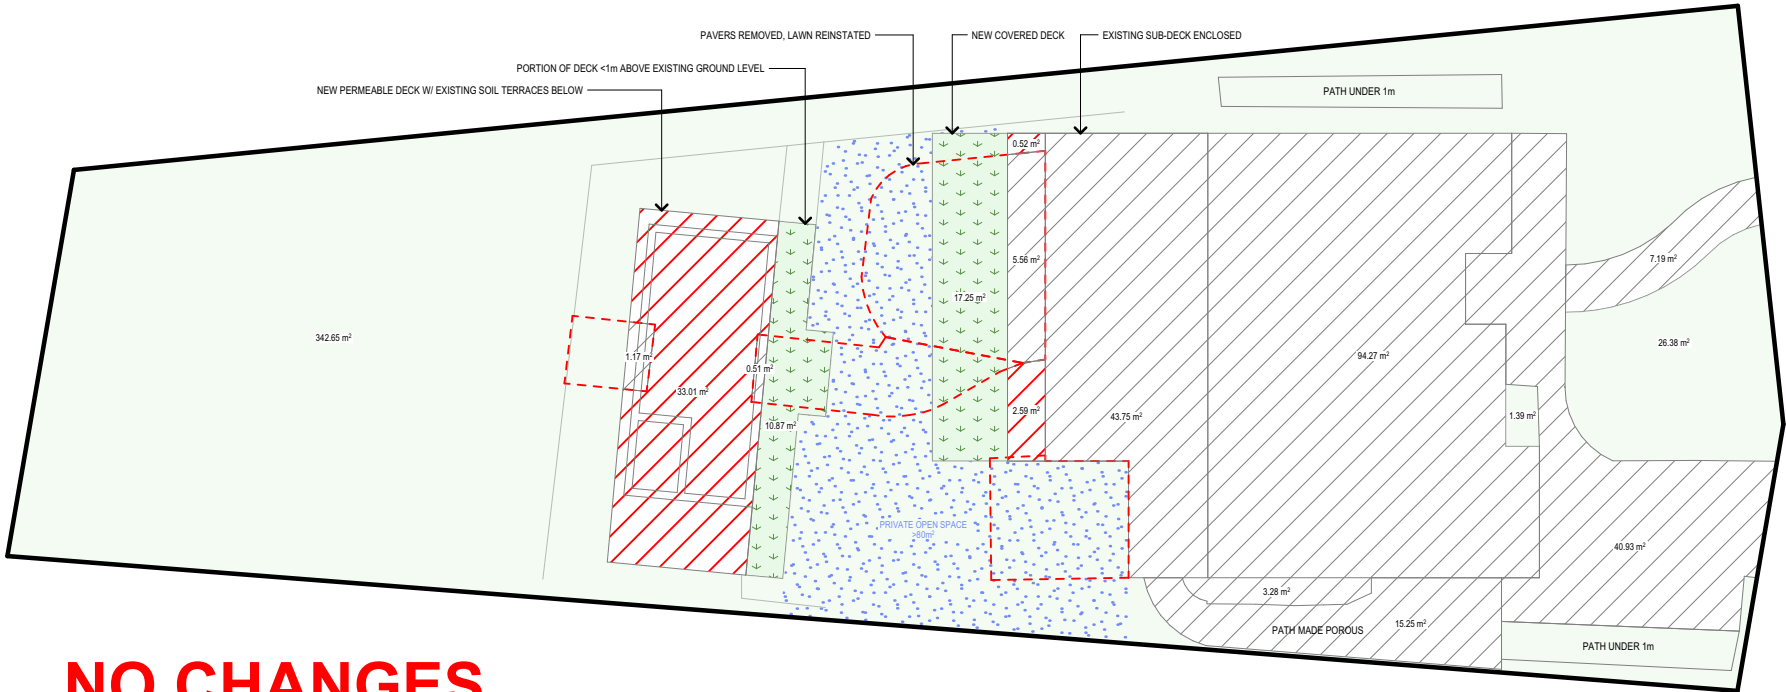 PAVERS REMOVED, LAWN REINSTATED
NEW COVERED DECK
EXISTING SUB-DECK ENCLOSED
PORTION OF DECK <1m ABOVE EXISTING GROUND LEVEL
NEW PERMEABLE DECK W/ EXISTING SOIL TERRACES BELOW
PATH UNDER 1m
0.52 m²
5.56 m²
7.19 m²
17.25 m²
342.65 m²
26.38 m²
1.17 m²
94.27 m²
0.51 m²
33.01 m²
2.59 m²
43.75 m²
1.39 m²
10.87 m²
PRIVATE OPEN SPACE
>80m²
40.93 m²
3.28 m²
PATH MADE POROUS
15.25 m²
PATH UNDER 1m
NO CHANGES